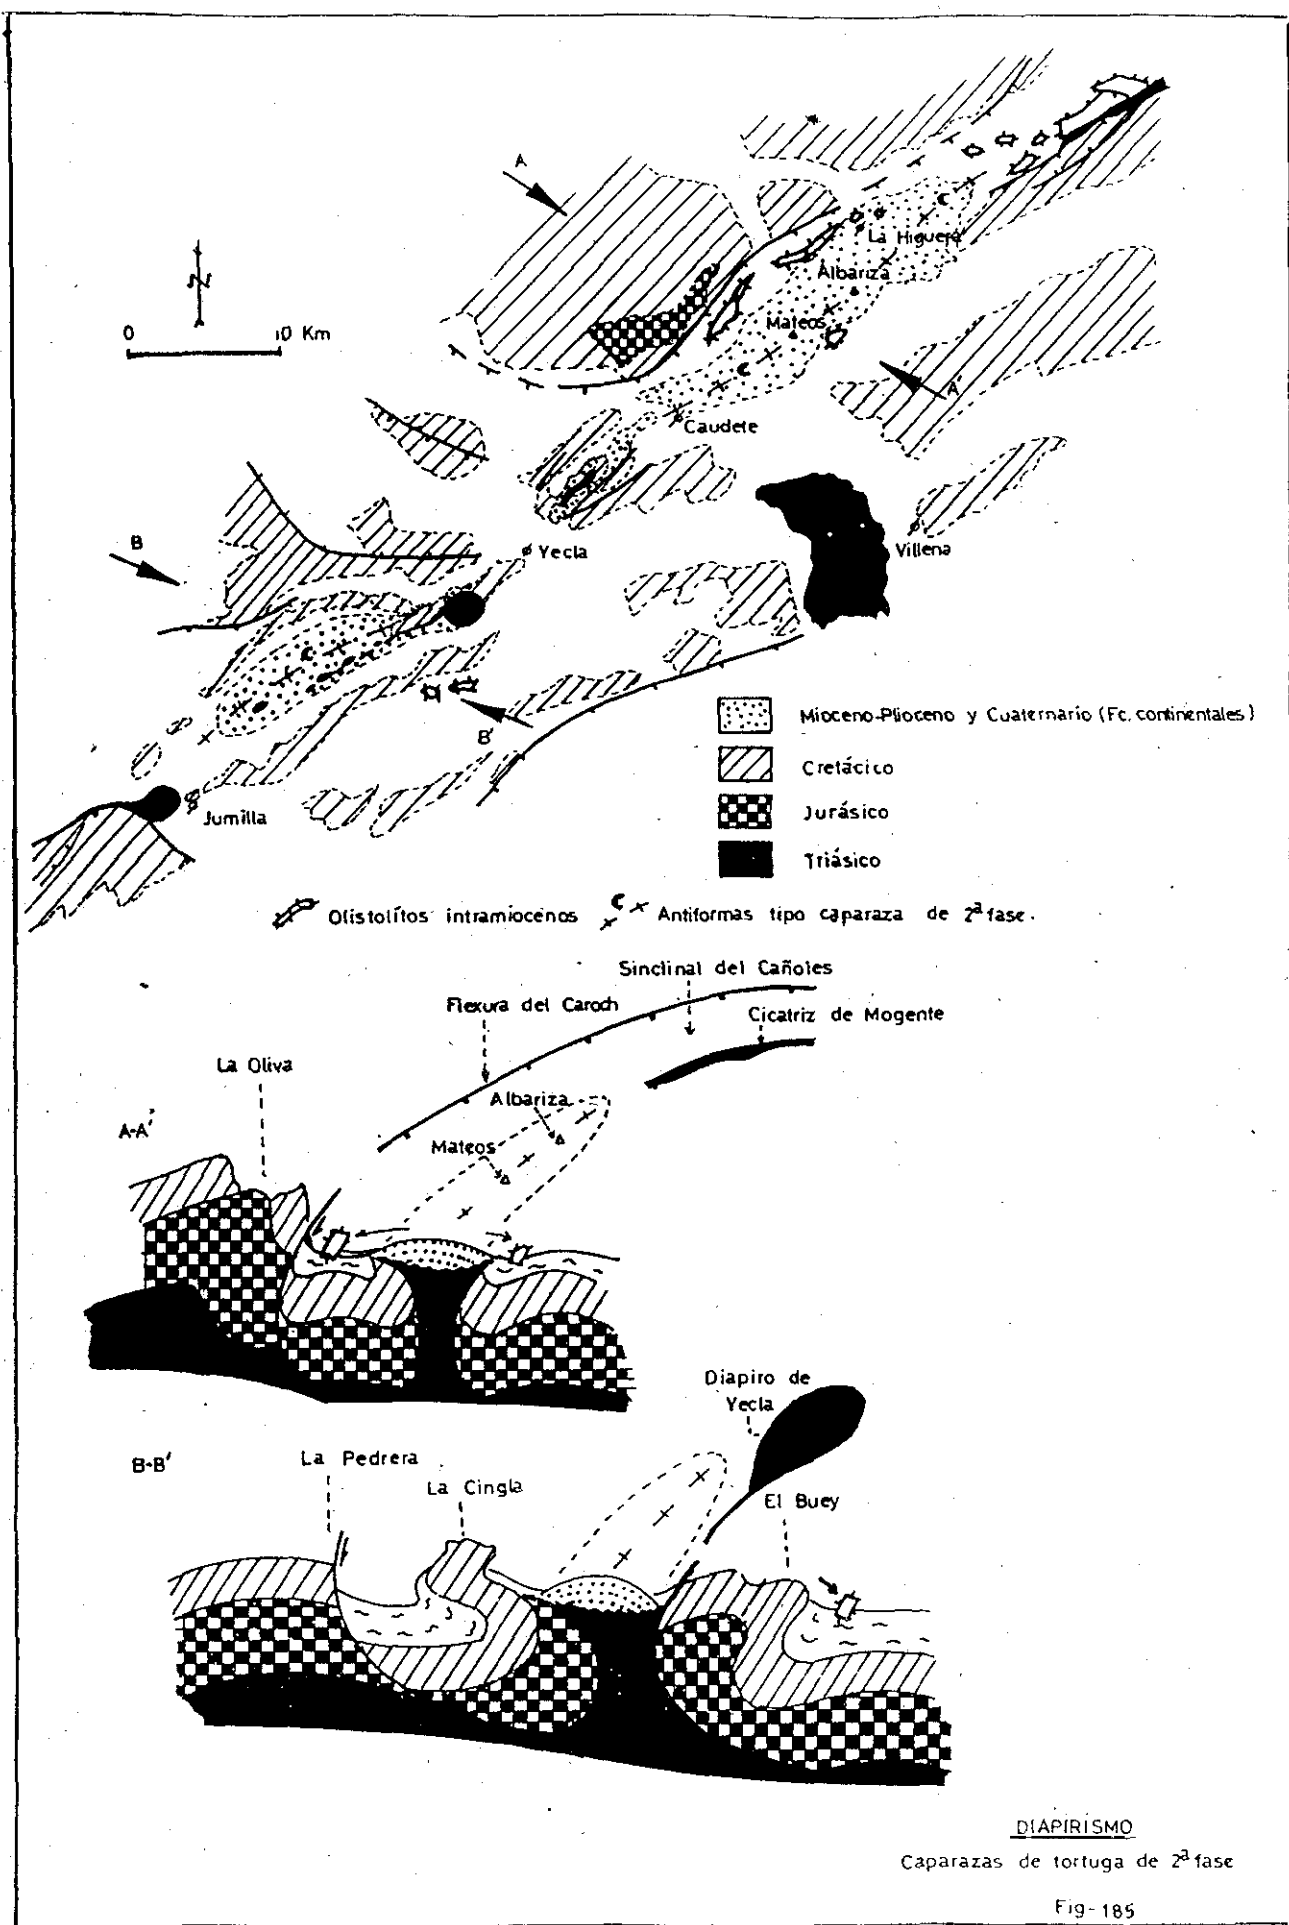 A
La Higuera
Albariza
N
0 10 Km
Mateos
A'
Caudete
Villena
B
Yecla
B'
Mioceno-Plioceno y Cuaternario (Fc. continentales)
Cretácico
Jurásico
Triásico
Jumilla
Olistolitos intramiocenos
Antiformas tipo caparaza de 2ª fase.
Sinclinal del Cañoles
Flexura del Caroch
Cicatriz de Mogente
La Oliva
Albariza
A-A'
Mateos
Diapiro de
Yecla
B-B'
La Pedrera
La Cingla
El Buey
DIAPIRISMO
Caparazas de tortuga de 2ª fase
Fig-185